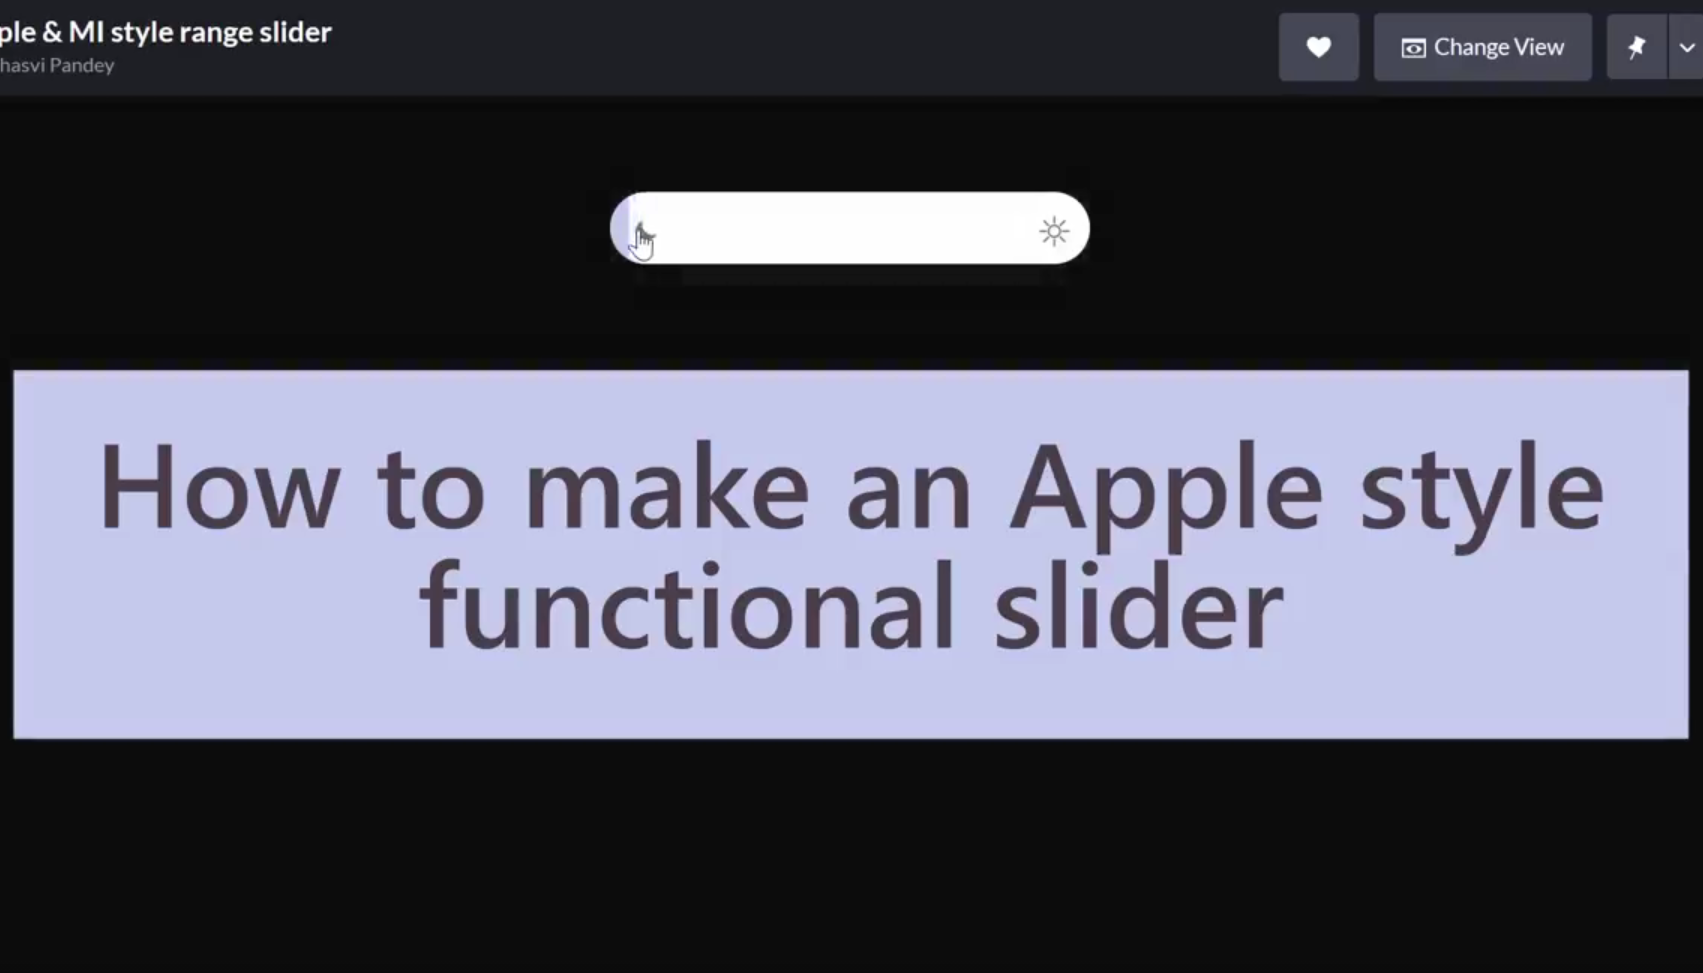 ple & MI style range slider
hasvi Pandey
Change View
How to make an Apple style
functional slider